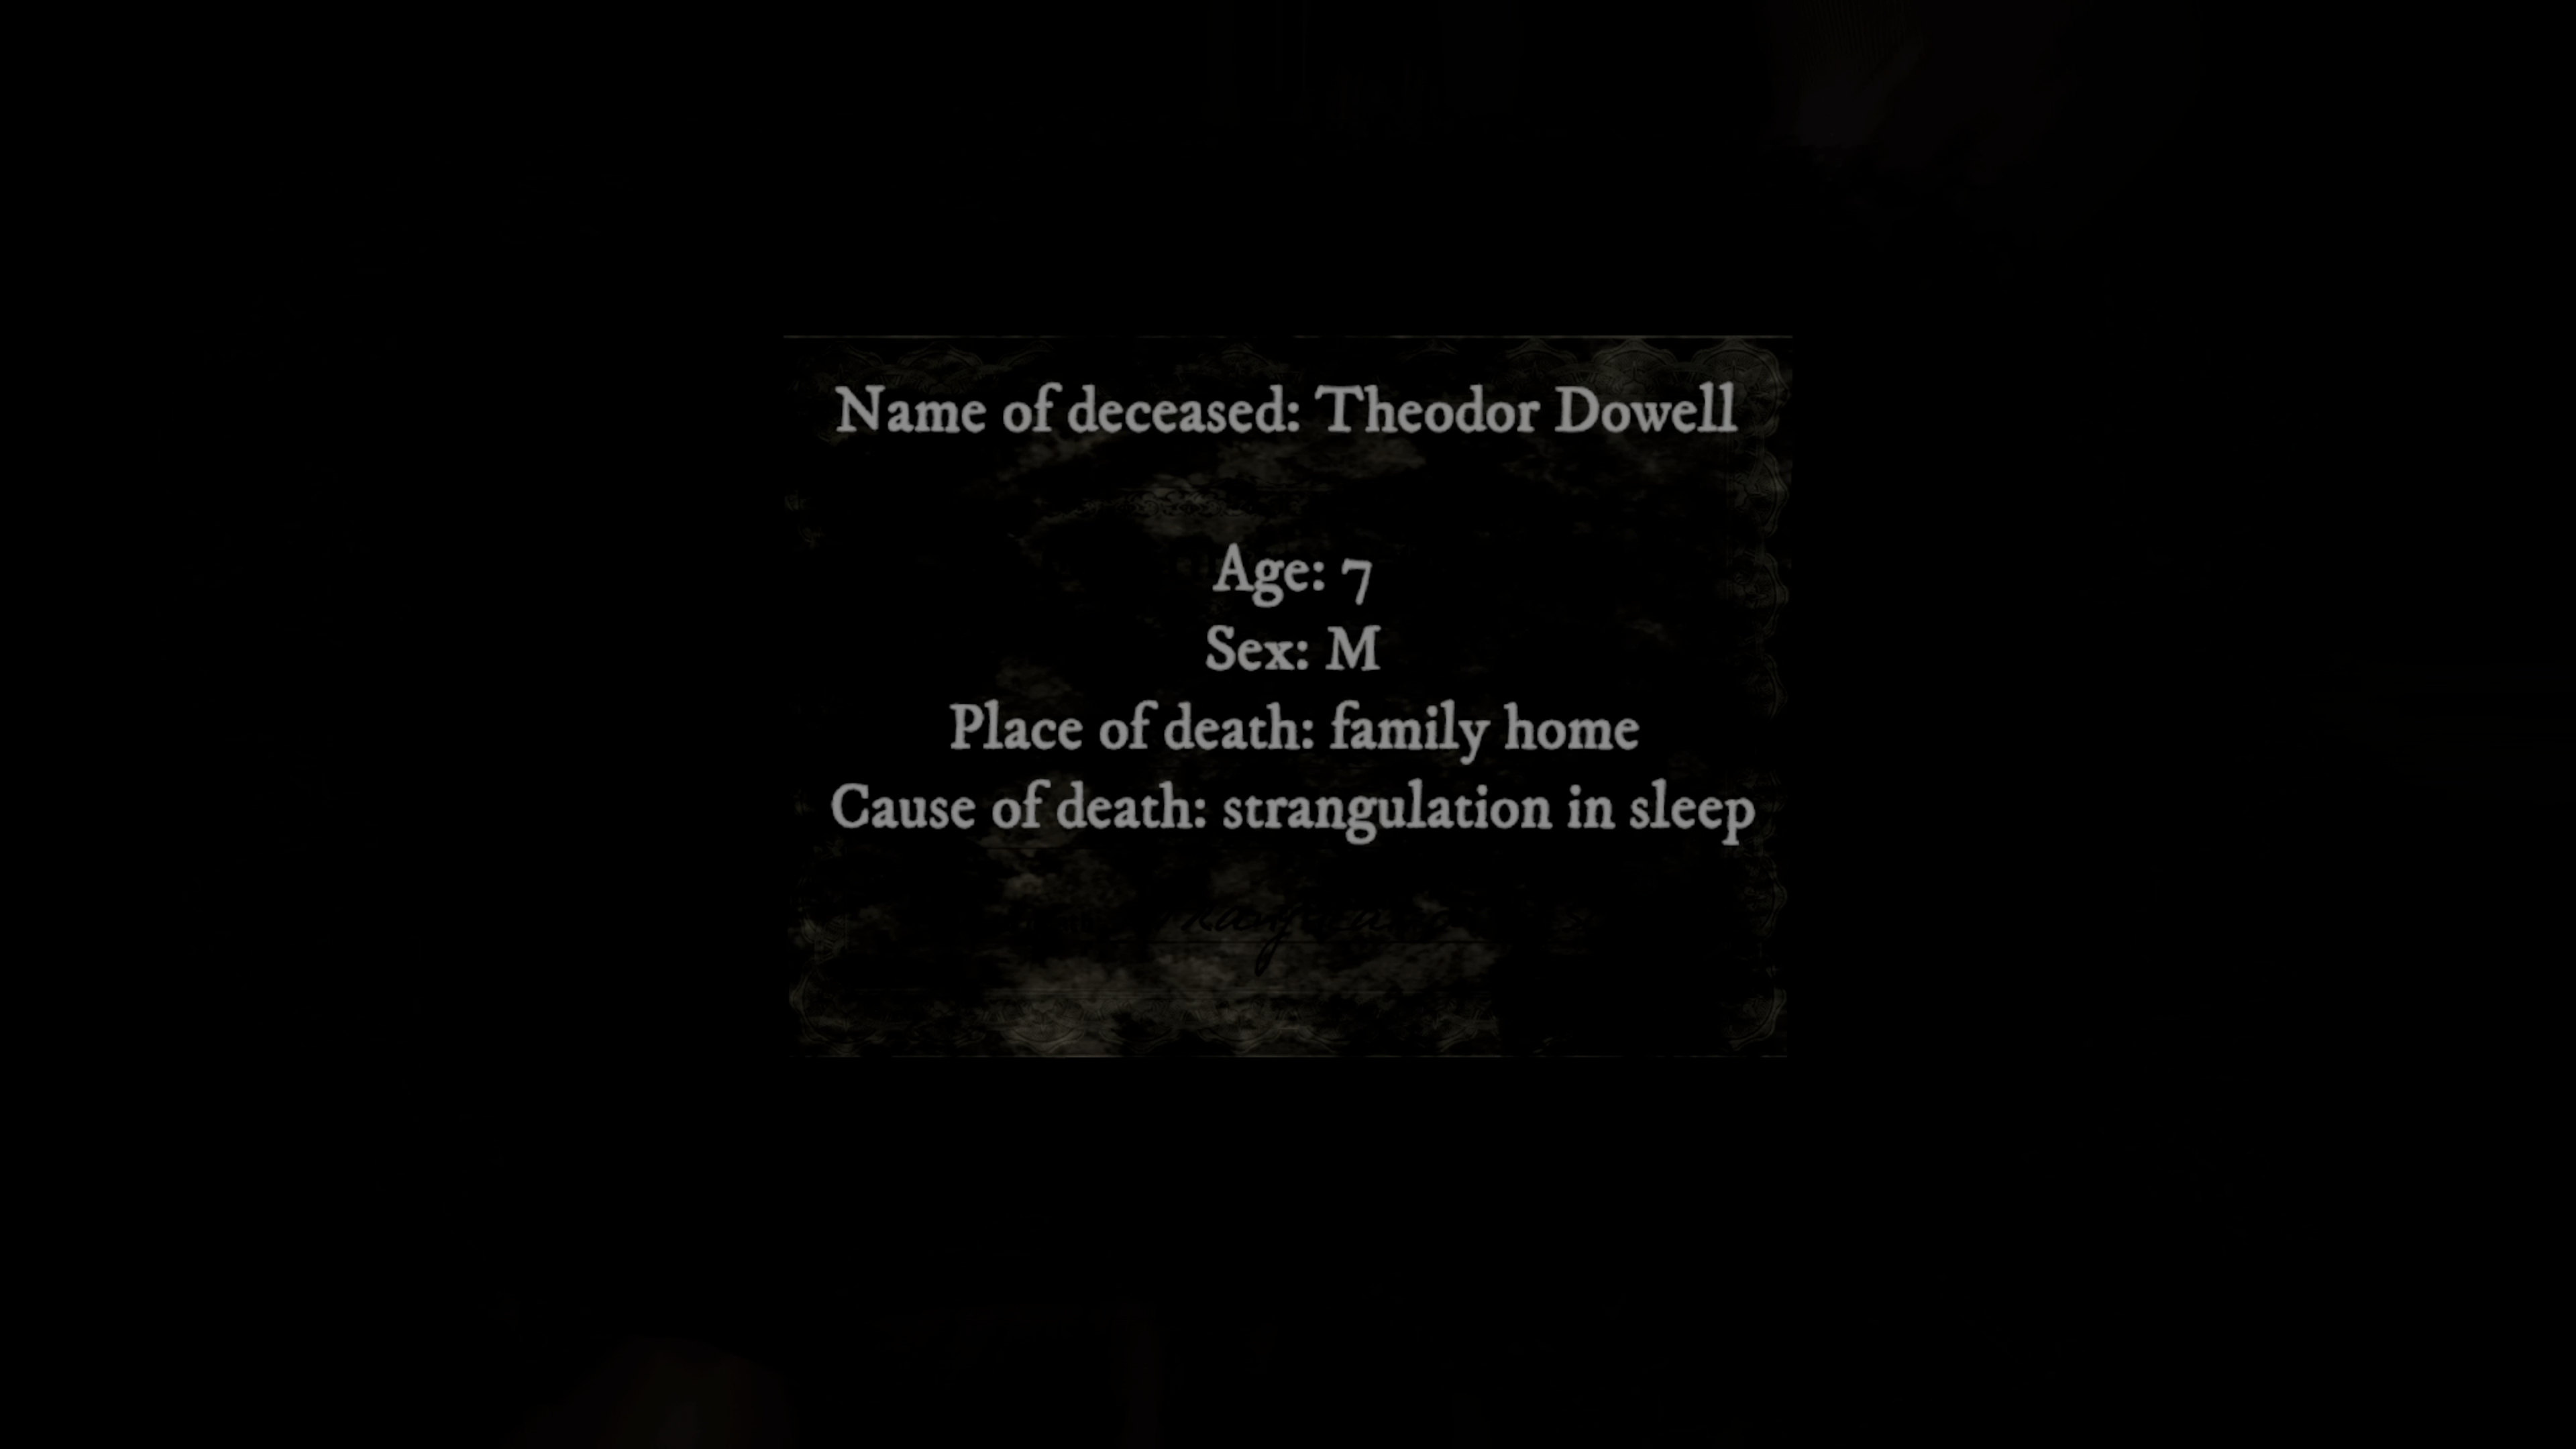 Name of deceased: Theodor Dowell
Age: 7
Sex: M
Place of death: family home
Cause of death: strangulation in sleep